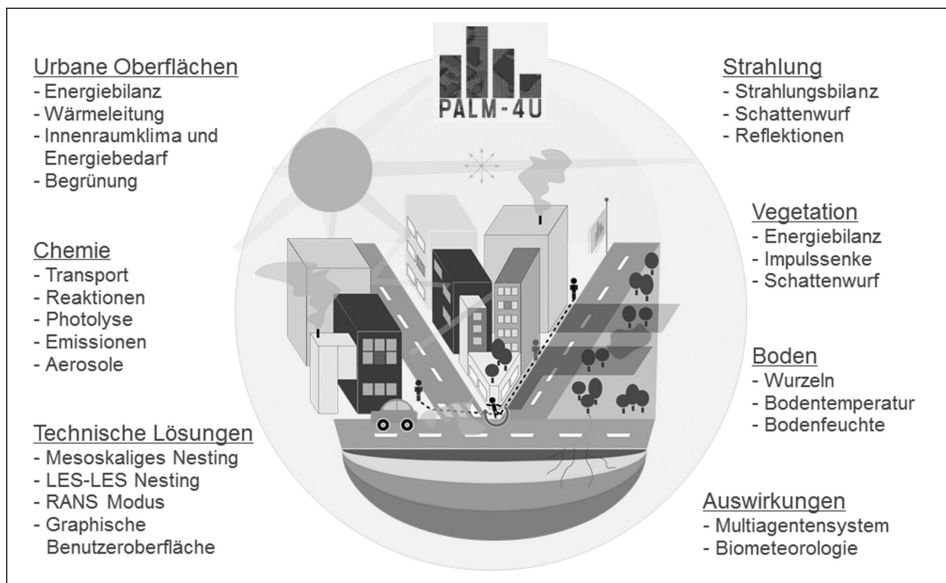 PALM-4U
Urbane Oberflächen
- Energiebilanz
- Wärmeleitung
- Innenraumklima und
Energiebedarf
- Begrünung
Chemie
- Transport
- Reaktionen
- Photolyse
- Emissionen
- Aerosole
Technische Lösungen
- Mesoskaliges Nesting
- LES-LES Nesting
- RANS Modus
- Graphische
Benutzeroberfläche
Strahlung
- Strahlungsbilanz
- Schattenwurf
- Reflektionen
Vegetation
- Energiebilanz
- Impulssenke
- Schattenwurf
Boden
- Wurzeln
- Bodentemperatur
- Bodenfeuchte
Auswirkungen
- Multiagentensystem
- Biometeorologie